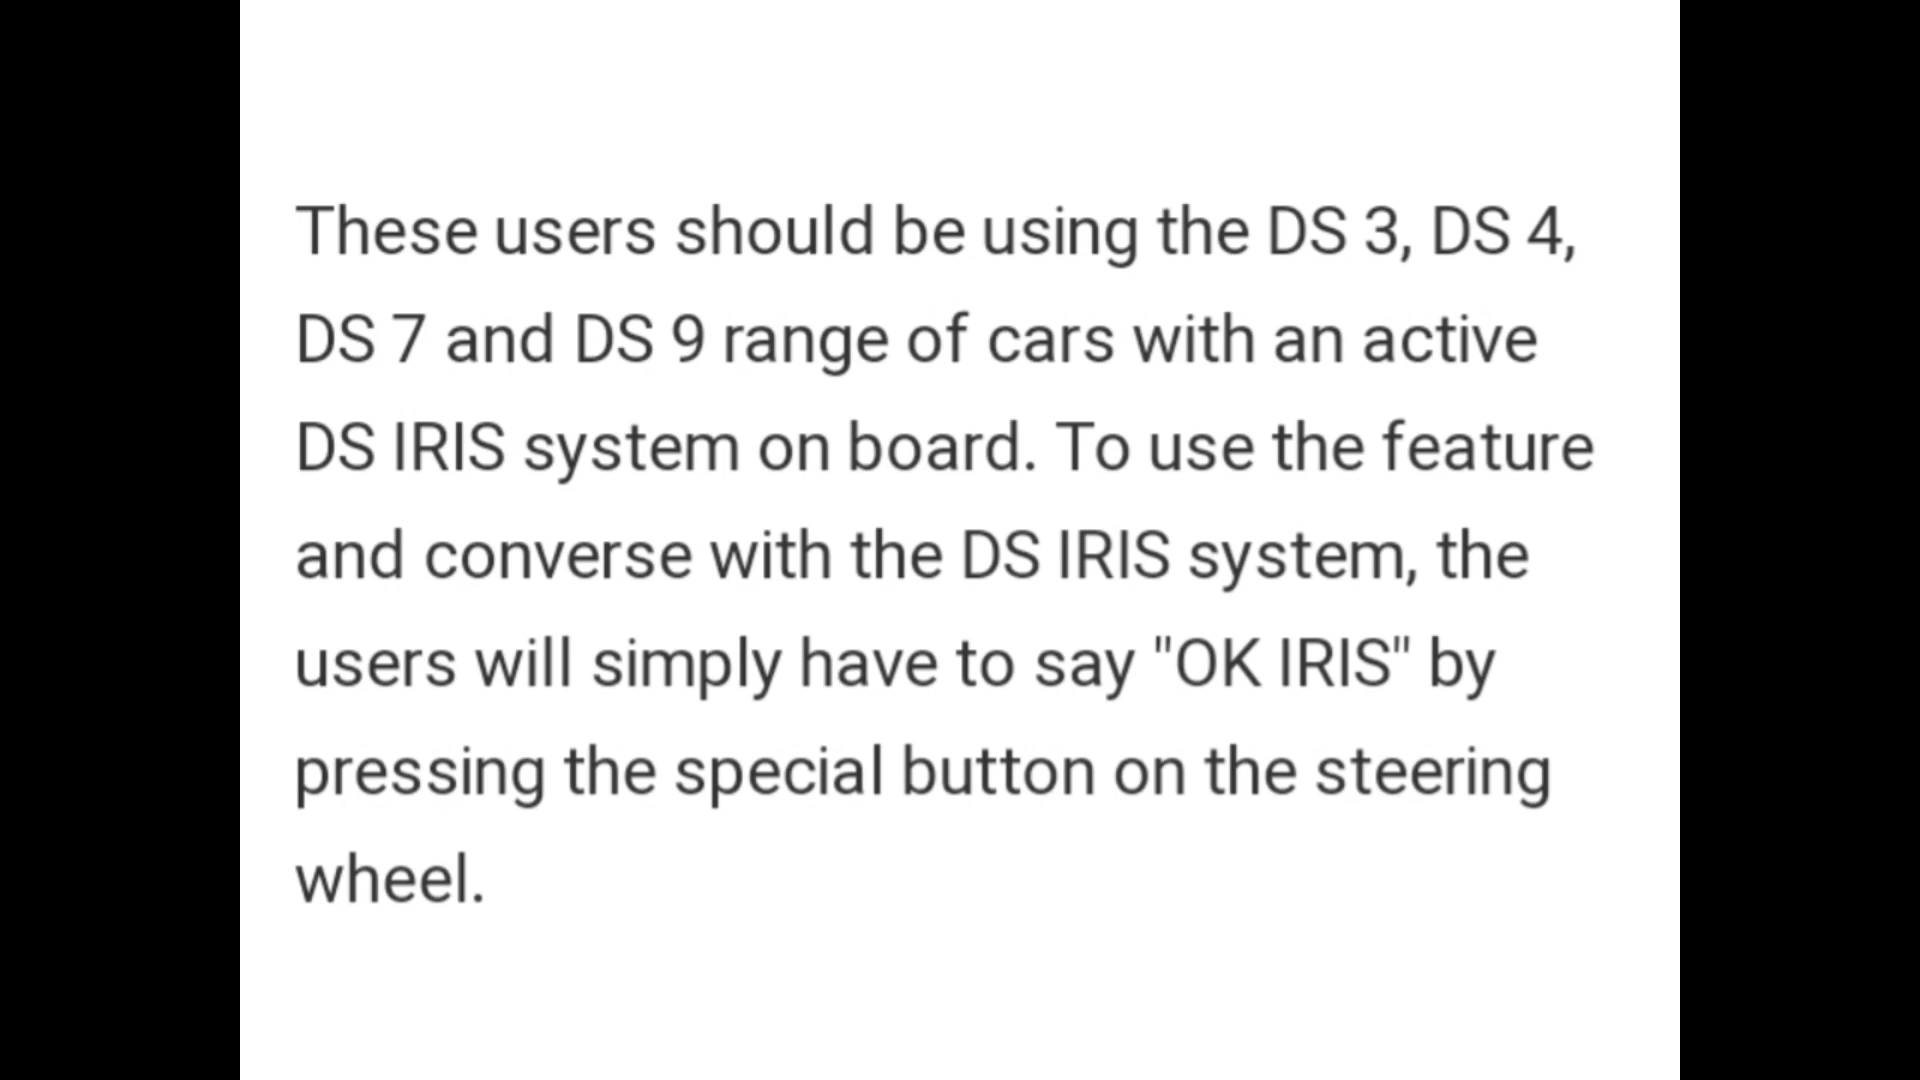 These users should be using the DS 3, DS 4,
DS 7 and DS 9 range of cars with an active
DS IRIS system on board. To use the feature
and converse with the DS IRIS system, the
users will simply have to say "OK IRIS" by
pressing the special button on the steering
wheel.